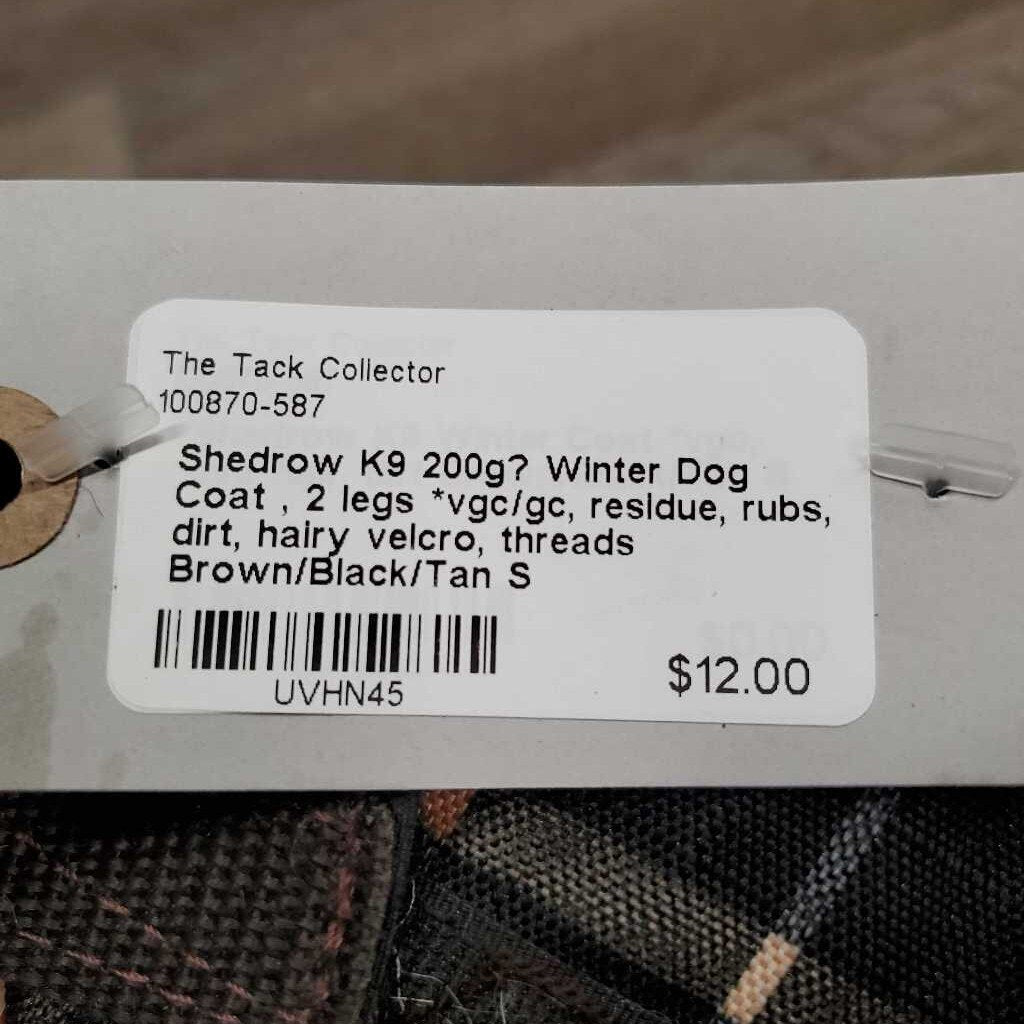 The Tack Collector
100870-587
Shedrow K9 200g? Winter Dog
Coat , 2 legs *vgc/gc, residue, rubs,
dirt, hairy velcro, threads
Brown/Black/Tan S
UVHN45
$12.00